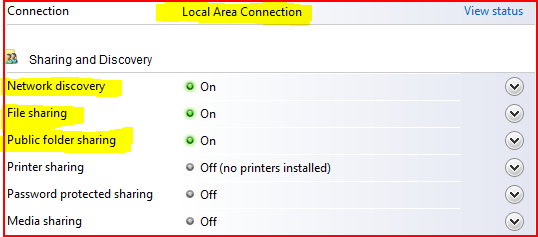 Connection Local Area Connection View status
Sharing and Discovery
Network discovery On
File sharing On
Public folder sharing On
Printer sharing Off (no printers installed)
Password protected sharing Off
Media sharing Off